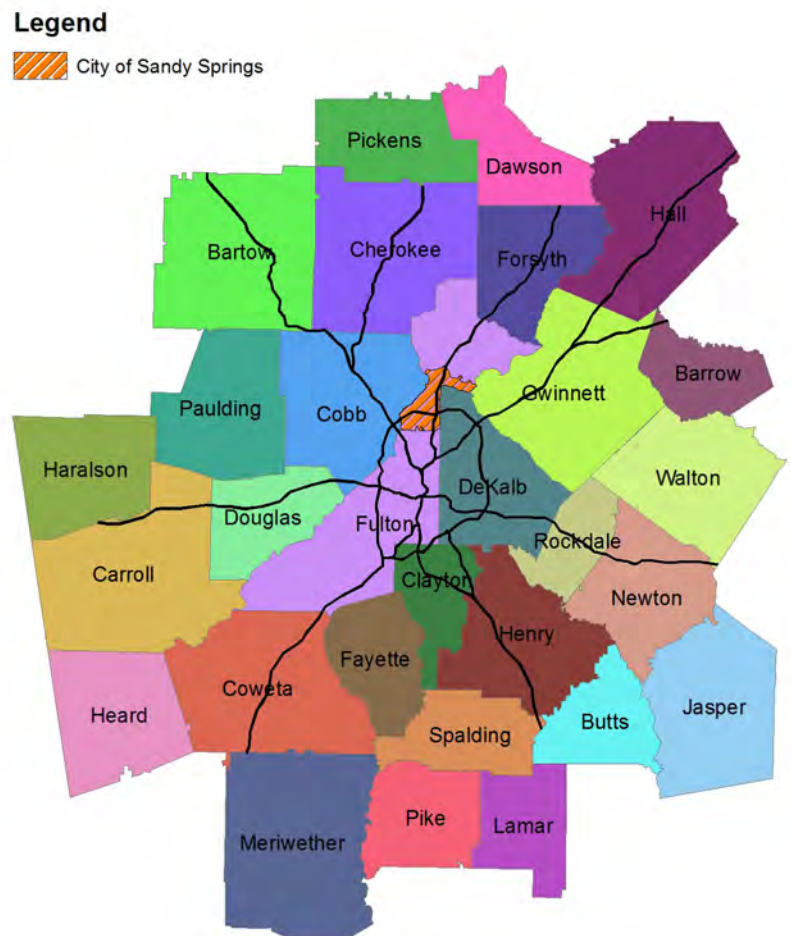 Legend
City of Sandy Springs
Pickens
Dawson
Hall
Bartow
Cherokee
Forsyth
Gwinnett
Barrow
Paulding
Cobb
Haralson
Walton
DeKalb
Douglas
Fulton
Rockdale
Carroll
Clayton
Newton
Henry
Fayette
Coweta
Heard
Jasper
Butts
Spalding
Pike
Lamar
Meriwether